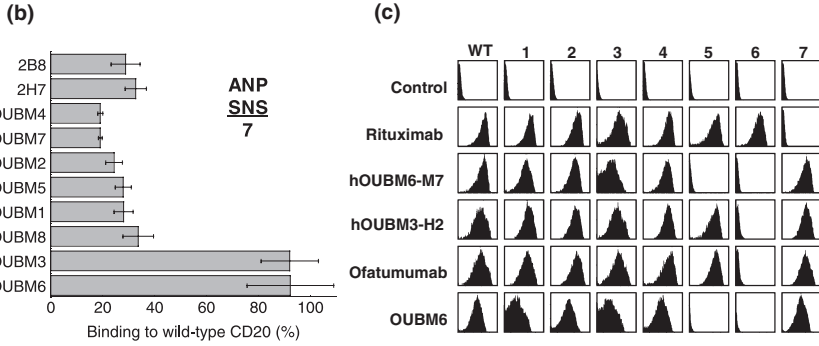 (b)
2B8
2H7
OUBM4
OUBM7
OUBM2
OUBM5
OUBM1
OUBM8
OUBM3
OUBM6
0 20 40 60 80 100
Binding to wild-type CD20 (%)
ANP
SNS
7
(c)
WT 1 2 3 4 5 6 7
Control
Rituximab
hOUBM6-M7
hOUBM3-H2
Ofatumumab
OUBM6